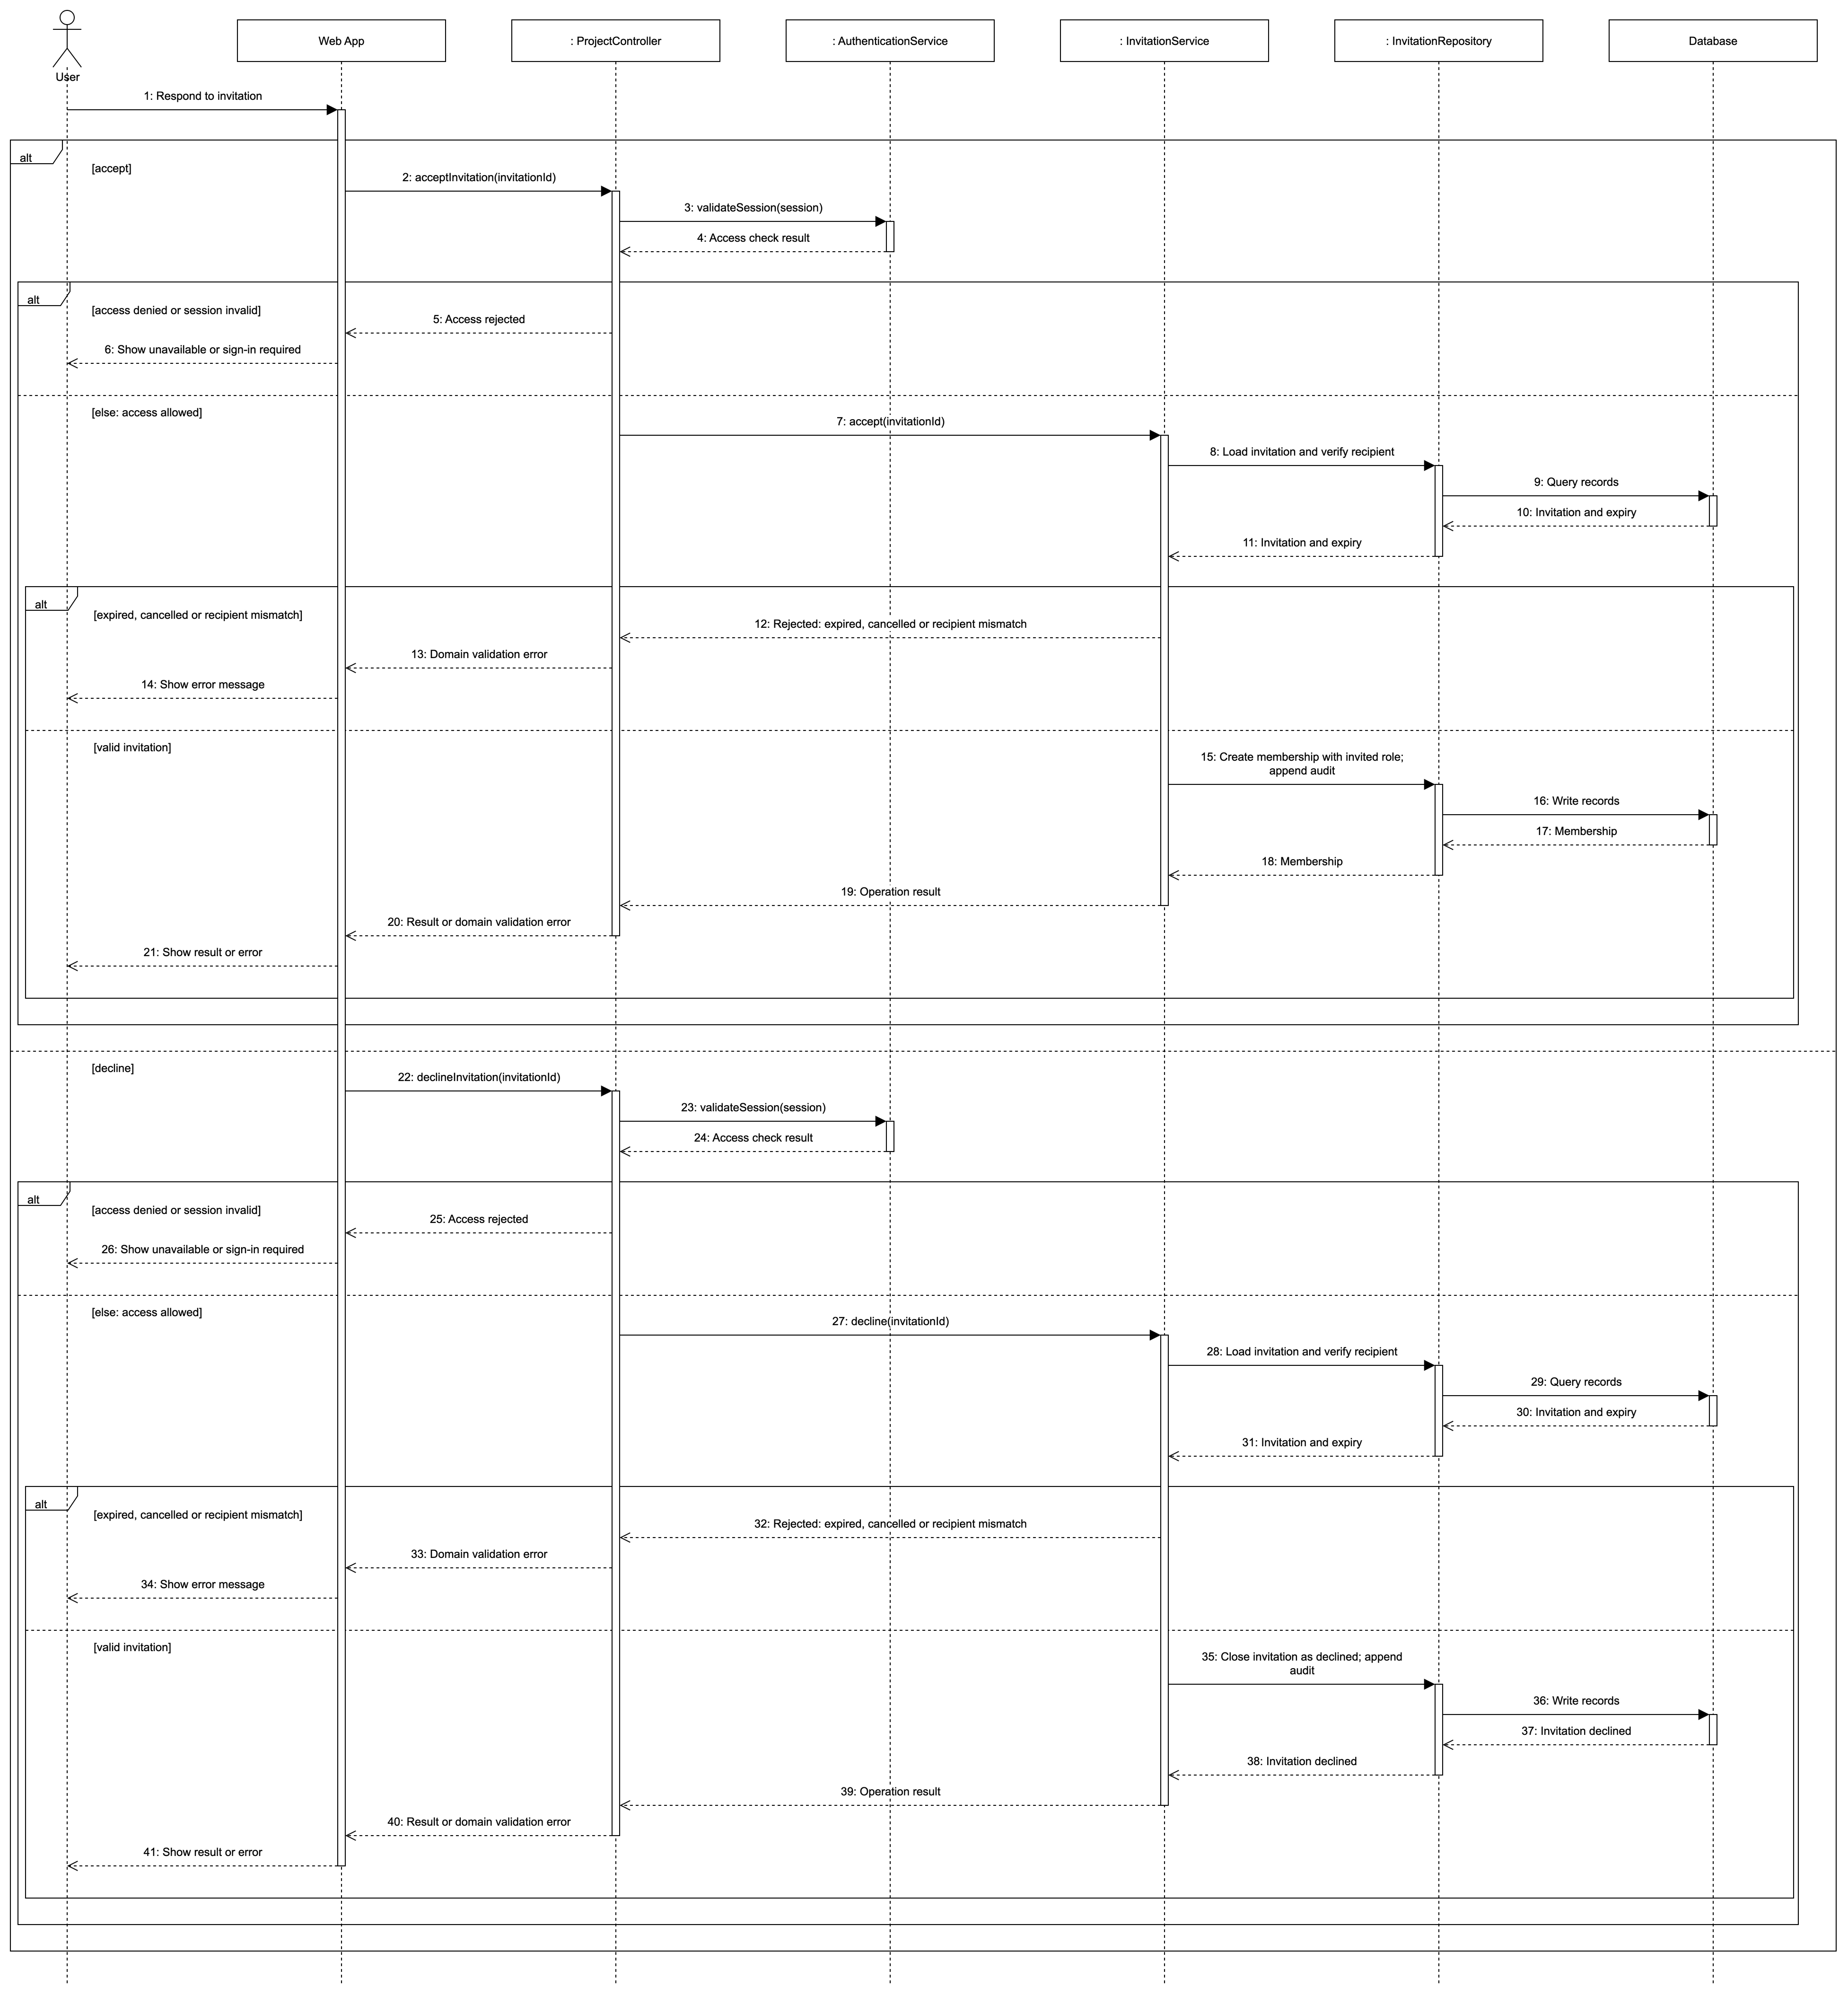 User
Web App
: ProjectController
: AuthenticationService
: InvitationService
: InvitationRepository
Database
1: Respond to invitation
alt
[accept]
2: acceptInvitation(invitationId)
3: validateSession(session)
4: Access check result
alt
[access denied or session invalid]
5: Access rejected
6: Show unavailable or sign-in required
[else: access allowed]
7: accept(invitationId)
8: Load invitation and verify recipient
9: Query records
10: Invitation and expiry
11: Invitation and expiry
alt
[expired, cancelled or recipient mismatch]
12: Rejected: expired, cancelled or recipient mismatch
13: Domain validation error
14: Show error message
[valid invitation]
15: Create membership with invited role;
append audit
16: Write records
17: Membership
18: Membership
19: Operation result
20: Result or domain validation error
21: Show result or error
[decline]
22: declineInvitation(invitationId)
23: validateSession(session)
24: Access check result
alt
[access denied or session invalid]
25: Access rejected
26: Show unavailable or sign-in required
[else: access allowed]
27: decline(invitationId)
28: Load invitation and verify recipient
29: Query records
30: Invitation and expiry
31: Invitation and expiry
alt
[expired, cancelled or recipient mismatch]
32: Rejected: expired, cancelled or recipient mismatch
33: Domain validation error
34: Show error message
[valid invitation]
35: Close invitation as declined; append
audit
36: Write records
37: Invitation declined
38: Invitation declined
39: Operation result
40: Result or domain validation error
41: Show result or error